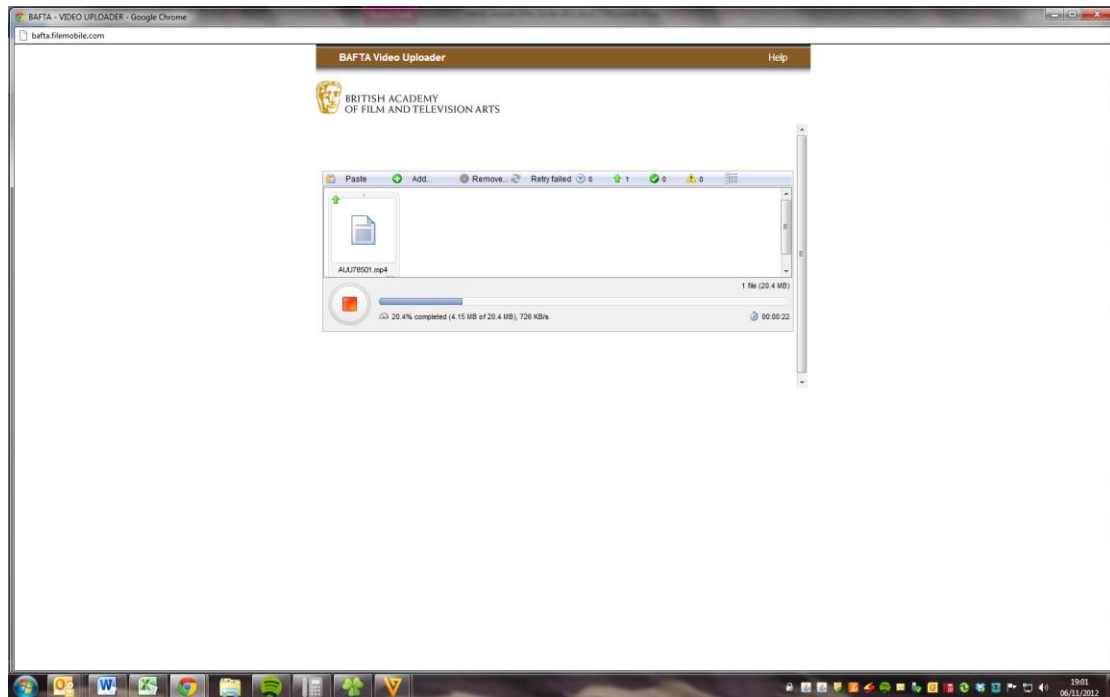 BAFTA - VIDEO UPLOADER - Google Chrome
bafta.filemobile.com
BAFTA Video Uploader Help
BRITISH ACADEMY
OF FILM AND TELEVISION ARTS
Paste Add... Remove... Retry failed 0 1 0 0
AUU78501.mp4
1 file (20.4 MB)
20.4% completed (4.15 MB of 20.4 MB), 726 KB/s 00:00:22
19:01
06/11/2012